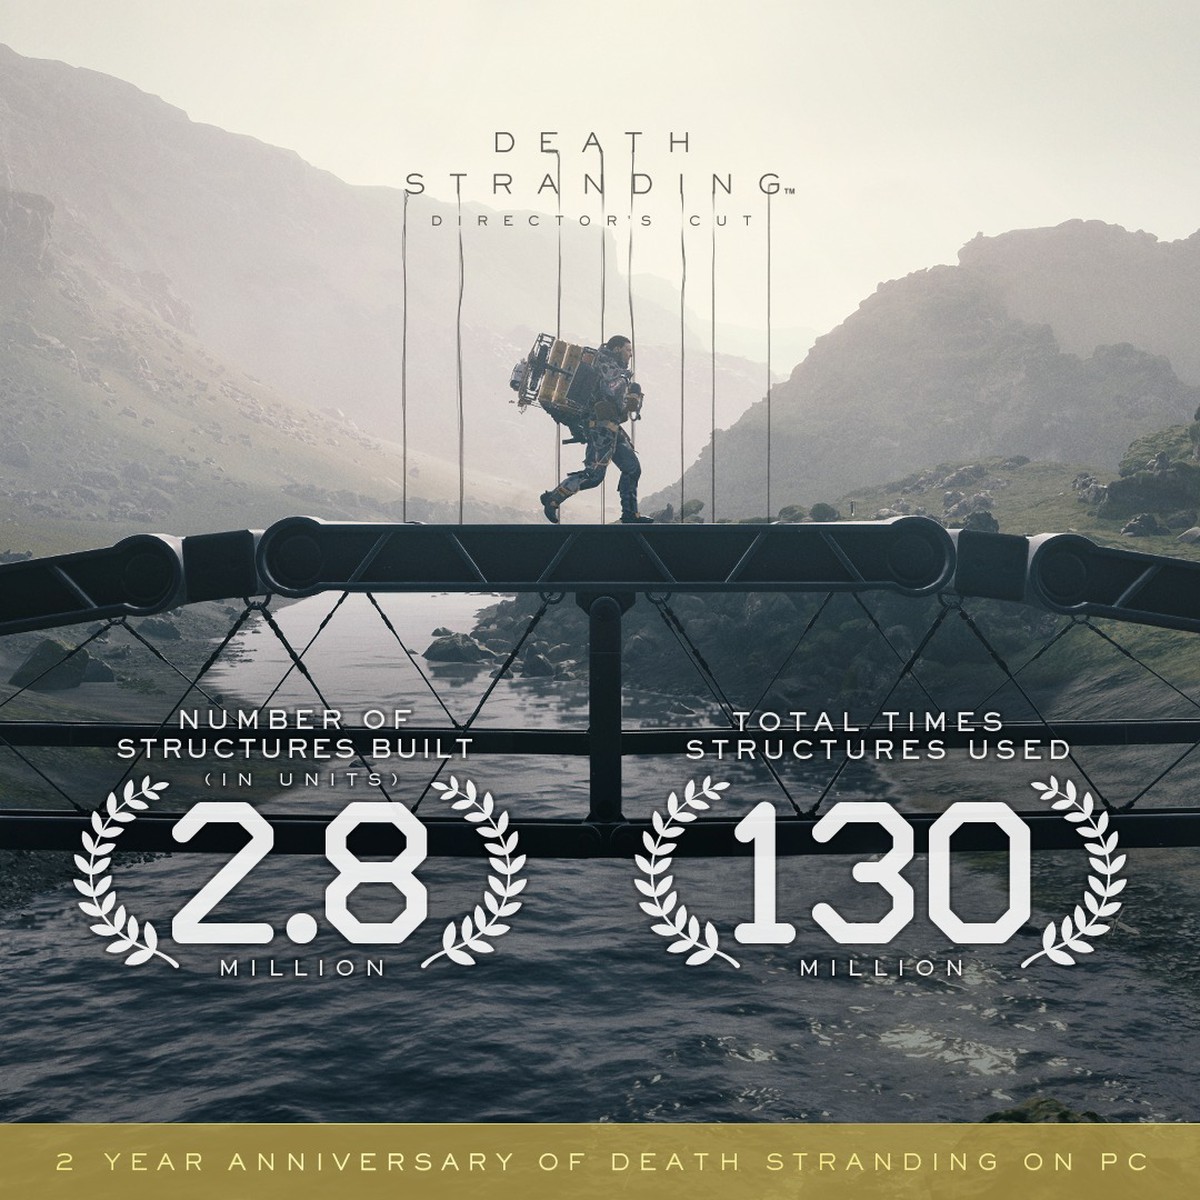 DEATH
STRANDING™
DIRECTOR'S CUT
NUMBER OF
STRUCTURES BUILT
(IN UNITS)
2.8
MILLION
TOTAL TIMES
STRUCTURES USED
130
MILLION
2 YEAR ANNIVERSARY OF DEATH STRANDING ON PC